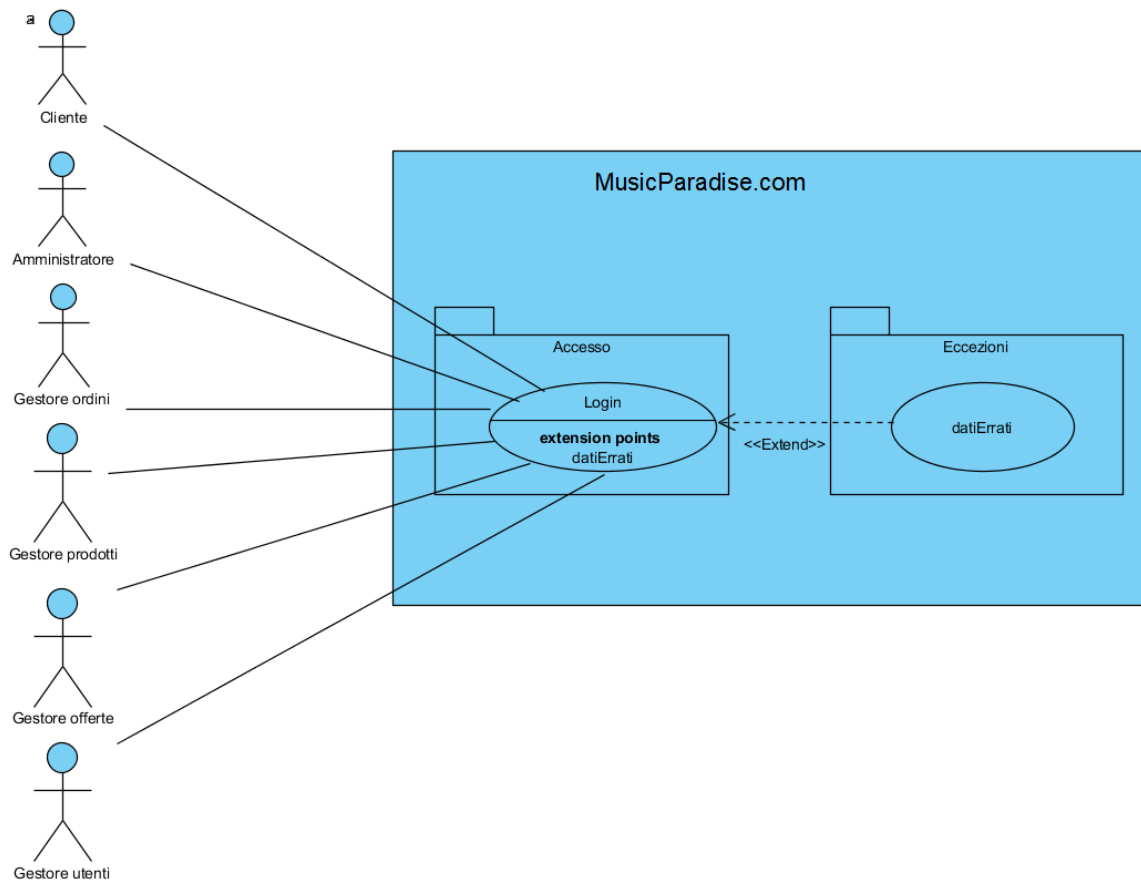 a
Cliente
Amministratore
Gestore ordini
Gestore prodotti
Gestore offerte
Gestore utenti
MusicParadise.com
Accesso
Login
extension points
datiErrati
<<Extend>>
Eccezioni
datiErrati